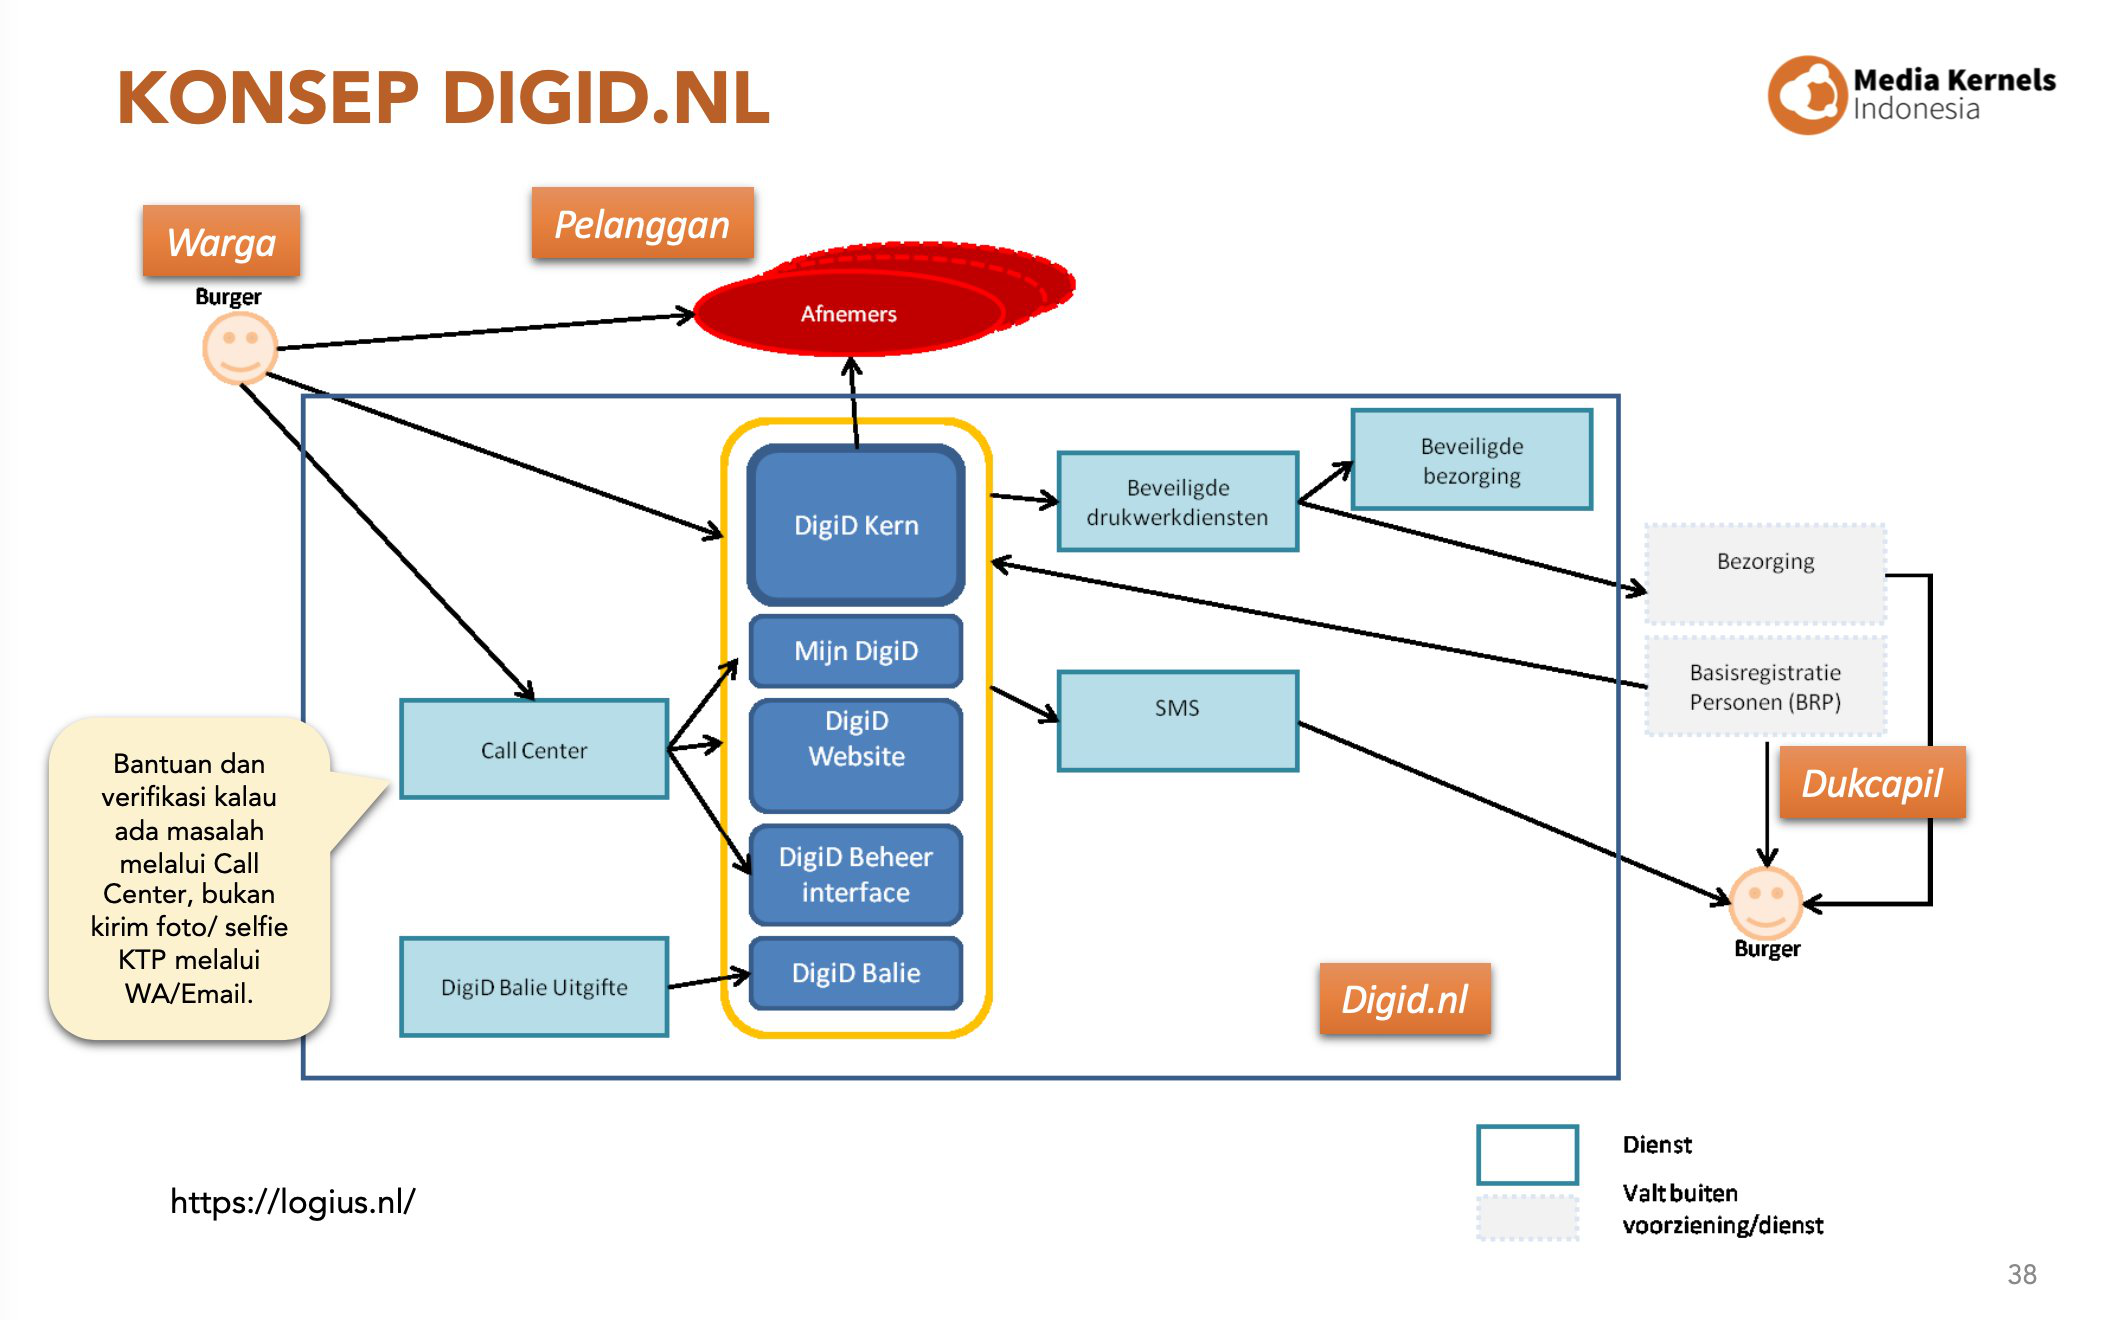 KONSEP DIGID.NL
Media Kernels
Indonesia
Warga
Pelanggan
Burger
Afnemers
DigiD Kern
Mijn DigiD
DigiD
Website
DigiD Beheer
interface
DigiD Balie
Beveiligde
drukwerkdiensten
Beveiligde
bezorging
Bezorging
Basisregistratie
Personen (BRP)
SMS
Call Center
DigiD Balie Uitgifte
Bantuan dan
verifikasi kalau
ada masalah
melalui Call
Center, bukan
kirim foto/ selfie
KTP melalui
WA/Email.
Dukcapil
Burger
Digid.nl
Dienst
Valt buiten
voorziening/dienst
https://logius.nl/
38